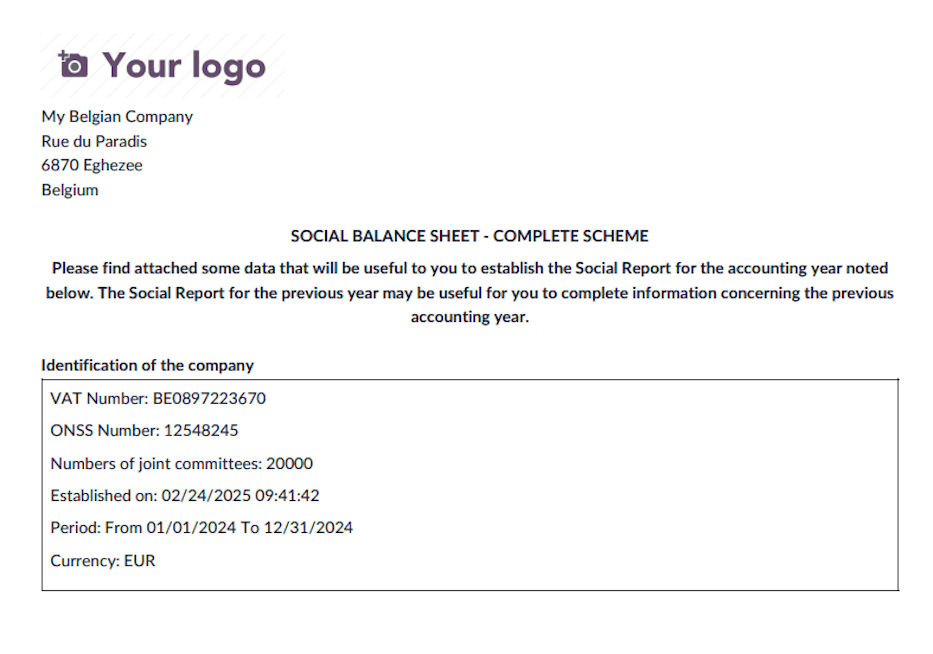 Your logo
My Belgian Company
Rue du Paradis
6870 Eghezee
Belgium
SOCIAL BALANCE SHEET - COMPLETE SCHEME
Please find attached some data that will be useful to you to establish the Social Report for the accounting year noted
below. The Social Report for the previous year may be useful for you to complete information concerning the previous
accounting year.
Identification of the company
VAT Number: BE0897223670
ONSS Number: 12548245
Numbers of joint committees: 20000
Established on: 02/24/2025 09:41:42
Period: From 01/01/2024 To 12/31/2024
Currency: EUR